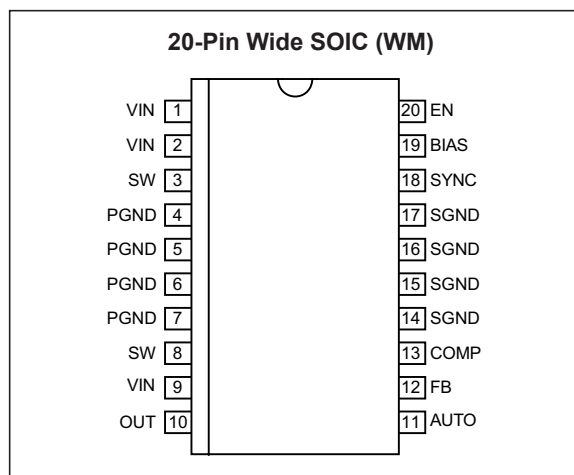 20-Pin Wide SOIC (WM)
VIN 1 20 EN
VIN 2 19 BIAS
SW 3 18 SYNC
PGND 4 17 SGND
PGND 5 16 SGND
PGND 6 15 SGND
PGND 7 14 SGND
SW 8 13 COMP
VIN 9 12 FB
OUT 10 11 AUTO